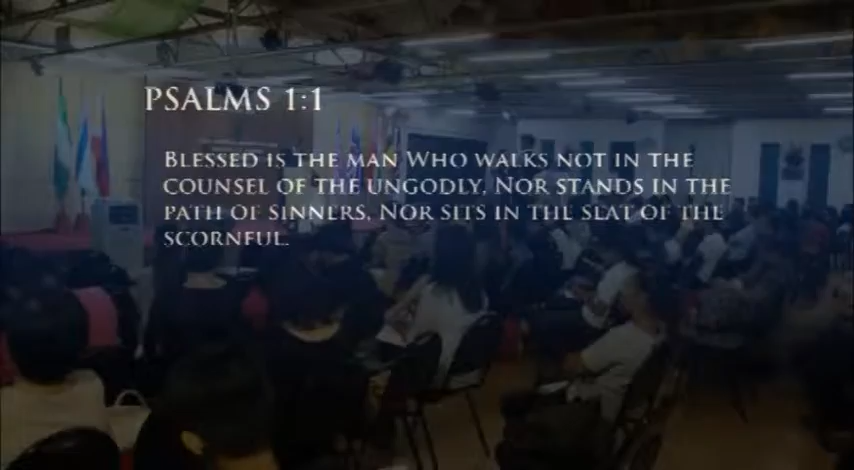 PSALMS 1:1
BLESSED IS THE MAN WHO WALKS NOT IN THE
COUNSEL OF THE UNGODLY, NOR STANDS IN THE
PATH OF SINNERS, NOR SITS IN THE SEAT OF THE
SCORNFUL.